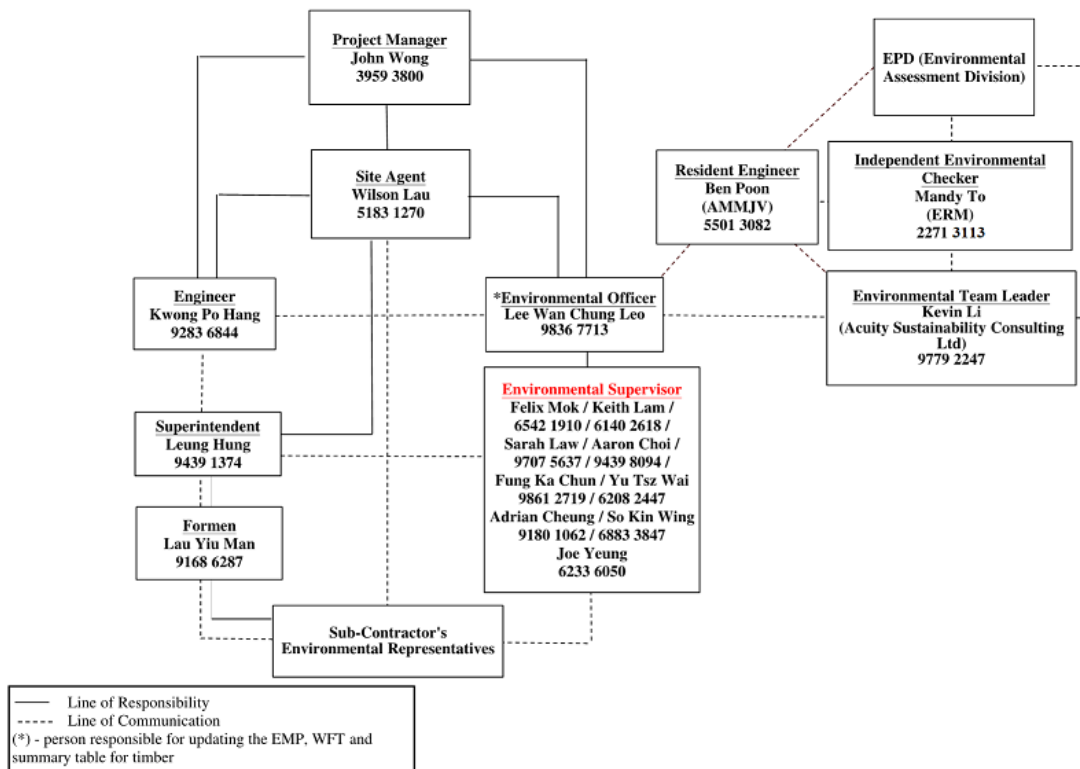 Project Manager
John Wong
3959 3800
EPD (Environmental
Assessment Division)
Site Agent
Wilson Lau
5183 1270
Resident Engineer
Ben Poon
(AMMJV)
5501 3082
Independent Environmental
Checker
Mandy To
(ERM)
2271 3113
Engineer
Kwong Po Hang
9283 6844
*Environmental Officer
Lee Wan Chung Leo
9836 7713
Environmental Team Leader
Kevin Li
(Acuity Sustainability Consulting
Ltd)
9779 2247
Environmental Supervisor
Felix Mok / Keith Lam /
6542 1910 / 6140 2618 /
Sarah Law / Aaron Choi /
9707 5637 / 9439 8094 /
Fung Ka Chun / Yu Tsz Wai
9861 2719 / 6208 2447
Adrian Cheung / So Kin Wing
9180 1062 / 6883 3847
Joe Yeung
6233 6050
Superintendent
Leung Hung
9439 1374
Formen
Lau Yiu Man
9168 6287
Sub-Contractor's
Environmental Representatives
Line of Responsibility
Line of Communication
(*) - person responsible for updating the EMP, WFT and
summary table for timber